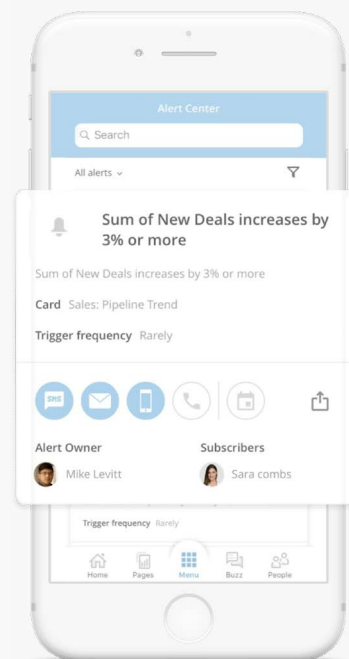 Alert Center
Search
All alerts
Sum of New Deals increases by
3% or more
Sum of New Deals increases by 3% or more
Card Sales: Pipeline Trend
Trigger frequency Rarely
SMS
Alert Owner Subscribers
Mike Levitt Sara combs
Trigger frequency Rarely
Home Pages Menu Buzz People